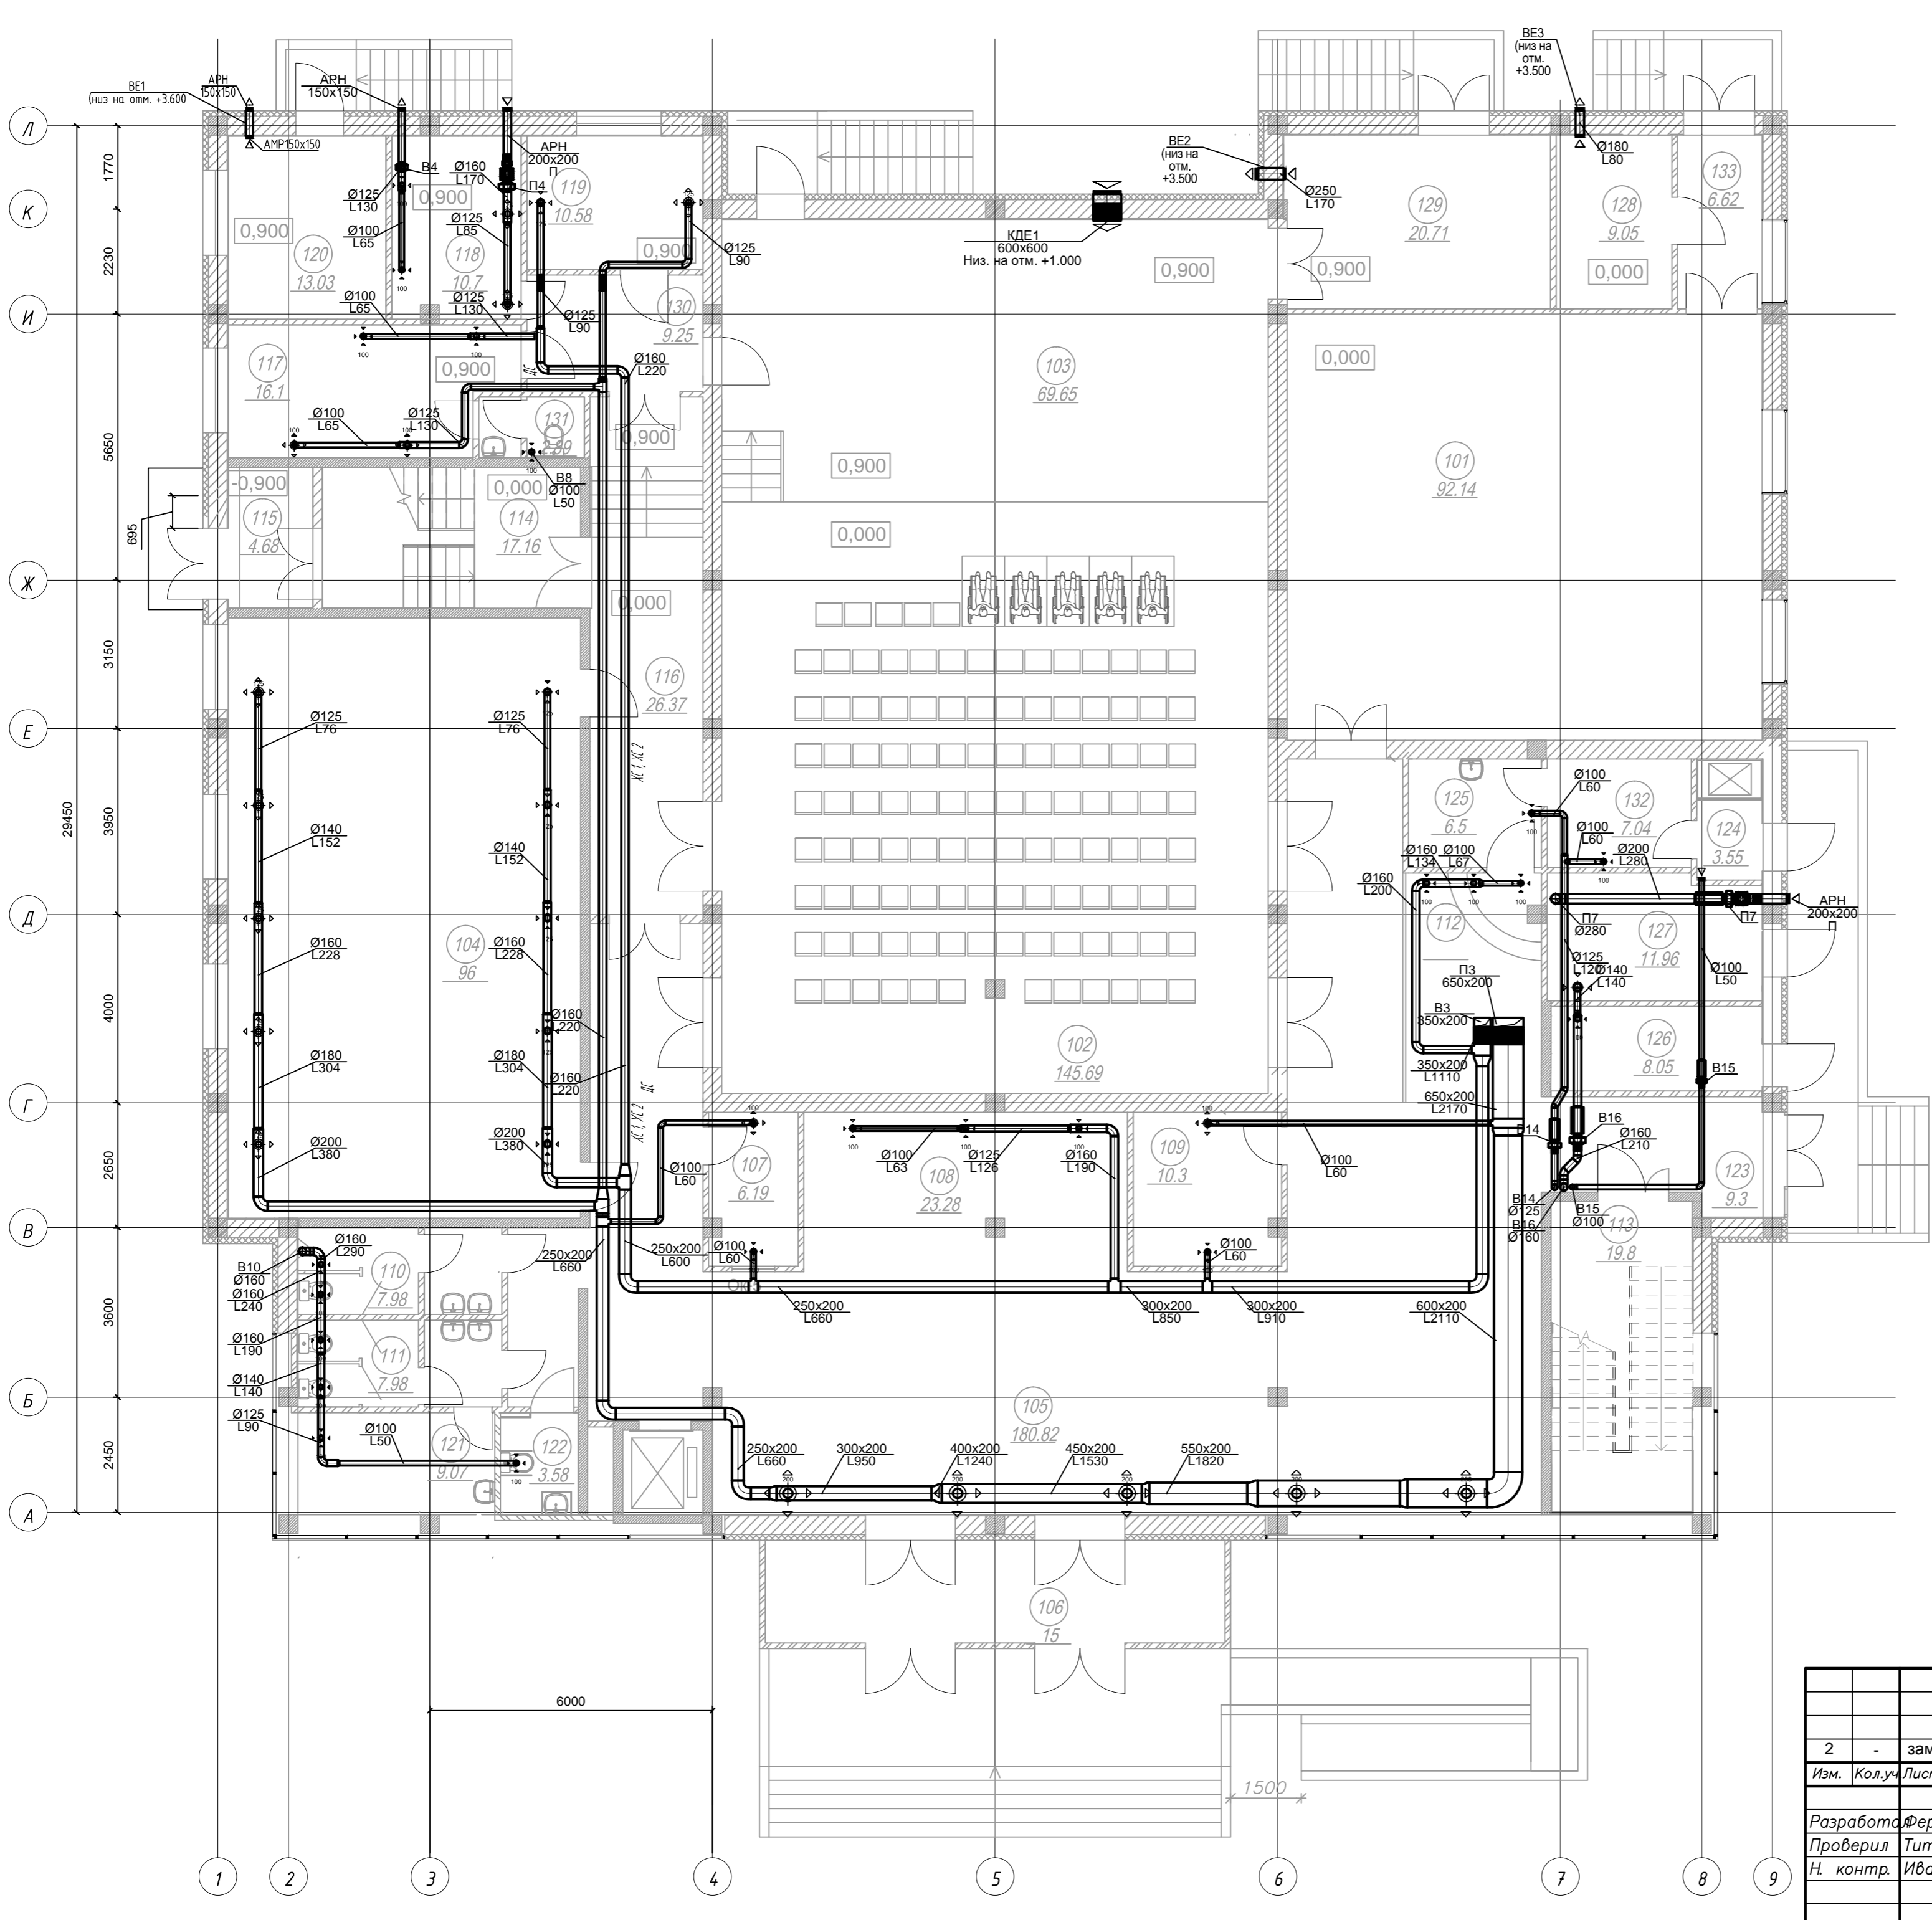 ВЕ3
(низ на
отм.
+3.500
ВЕ1
(низ на отм. +3.600
АРН
150х150
АРН
150х150
АМР150х150
Л
АРН
200х200
П
ВЕ2
(низ на
отм.
+3.500
Ø180
L80
1770
В4
Ø160
L170
П4
119
10.58
133
6.62
К
Ø125
L130
0,900
Ø125
L85
Ø250
L170
129
20.71
128
9.05
0,900
Ø100
L65
120
13.03
118
10.7
0,900
Ø125
L90
КДЕ1
600х600
Низ. на отм. +1.000
0,900
0,900
0,000
2230
Ø100
L65
Ø125
L130
Ø125
L90
130
9.25
И
117
16.1
0,900
ДС
Ø160
L220
103
69.65
0,000
Ø100
L65
Ø125
L130
131
2.89
0,900
5650
-0,900
0,000
В8
Ø100
L50
0,900
101
92.14
695
115
4.68
114
17.16
0,000
Ж
0,000
3150
116
26.37
Е
Ø125
L76
Ø125
L76
ХС1, ХС2
29450
3950
125
6.5
Ø100
L60
132
7.04
124
3.55
Ø140
L152
Ø140
L152
Ø160
L134
Ø100
L67
Ø100
L60
Ø200
L280
Ø160
L200
Д
104
96
Ø160
L228
Ø160
L228
112
П7
Ø280
127
11.96
П7
АРН
200х200
П
Ø125
L120
Ø140
L140
Ø100
L50
4000
П3
650х200
В3
350х200
Ø160
L220
102
145.69
126
8.05
В15
Ø180
L304
Ø180
L304
Ø160
L220
350х200
L1110
ХС1, ХС2
ДС
650х200
L2170
Г
2650
Ø200
L380
Ø200
L380
Ø100
L60
107
6.19
Ø100
L63
Ø125
L126
Ø160
L190
108
23.28
109
10.3
Ø100
L60
В14
В16
Ø160
L210
В14
Ø125
В16
Ø160
В15
Ø100
123
9.3
113
19.8
В
Ø160
L290
В10
Ø160
Ø160
L240
110
7.98
250х200
L660
250х200
L600
Ø100
L60
Ø100
L60
3600
250х200
L660
300х200
L850
300х200
L910
600х200
L2110
Ø160
L190
111
7.98
Ø140
L140
Б
Ø125
L90
Ø100
L50
121
9.07
122
3.58
105
180.82
2450
250х200
L660
300х200
L950
400х200
L1240
450х200
L1530
550х200
L1820
А
106
15
6000
1500
1
2
3
4
5
6
7
8
9
2
-
Изм.
Кол.уч
Разработал
Проверил
Н. контр.